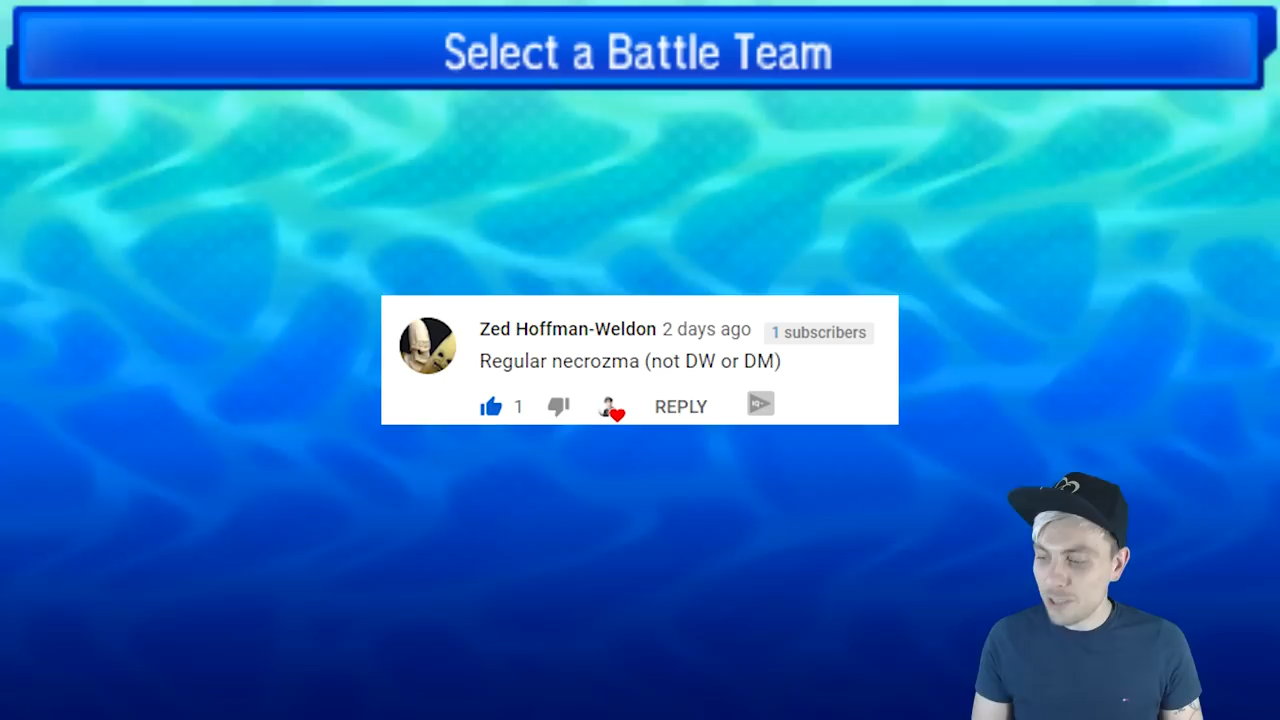 Select a Battle Team
Zed Hoffman-Weldon 2 days ago 1 subscribers
Regular necrozma (not DW or DM)
1 REPLY